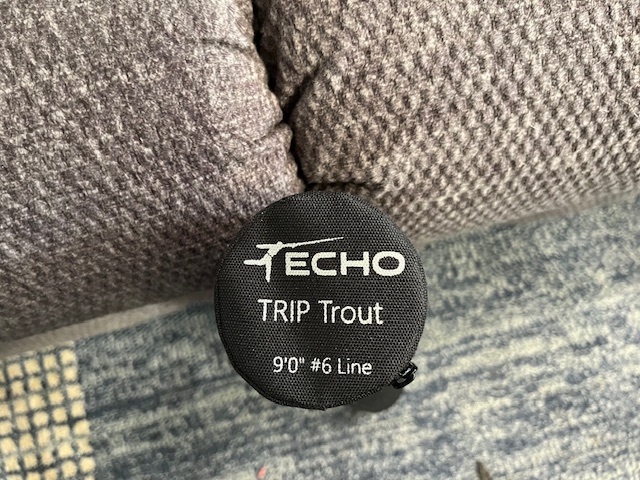 ECHO
TRIP Trout
9'0" #6 Line